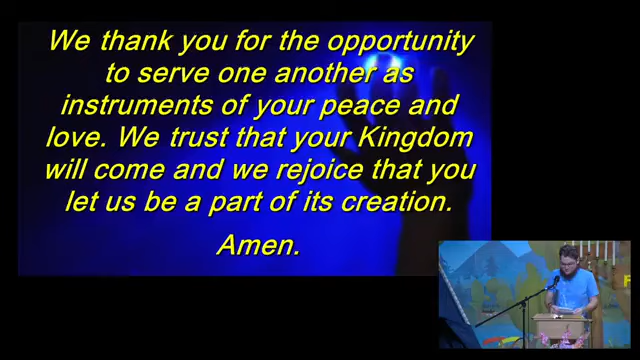 We thank you for the opportunity
to serve one another as
instruments of your peace and
love. We trust that your Kingdom
will come and we rejoice that you
let us be a part of its creation.
Amen.